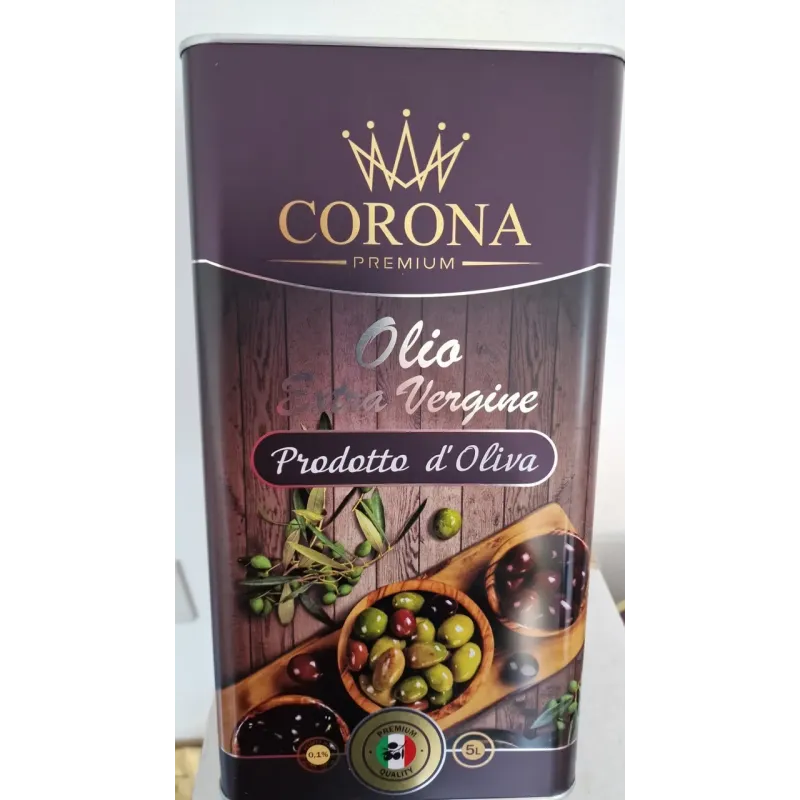 CORONA
PREMIUM
Olio
Extra Vergine
Prodotto d'Oliva
0.1%
PREMIUM
QUALITY
5L